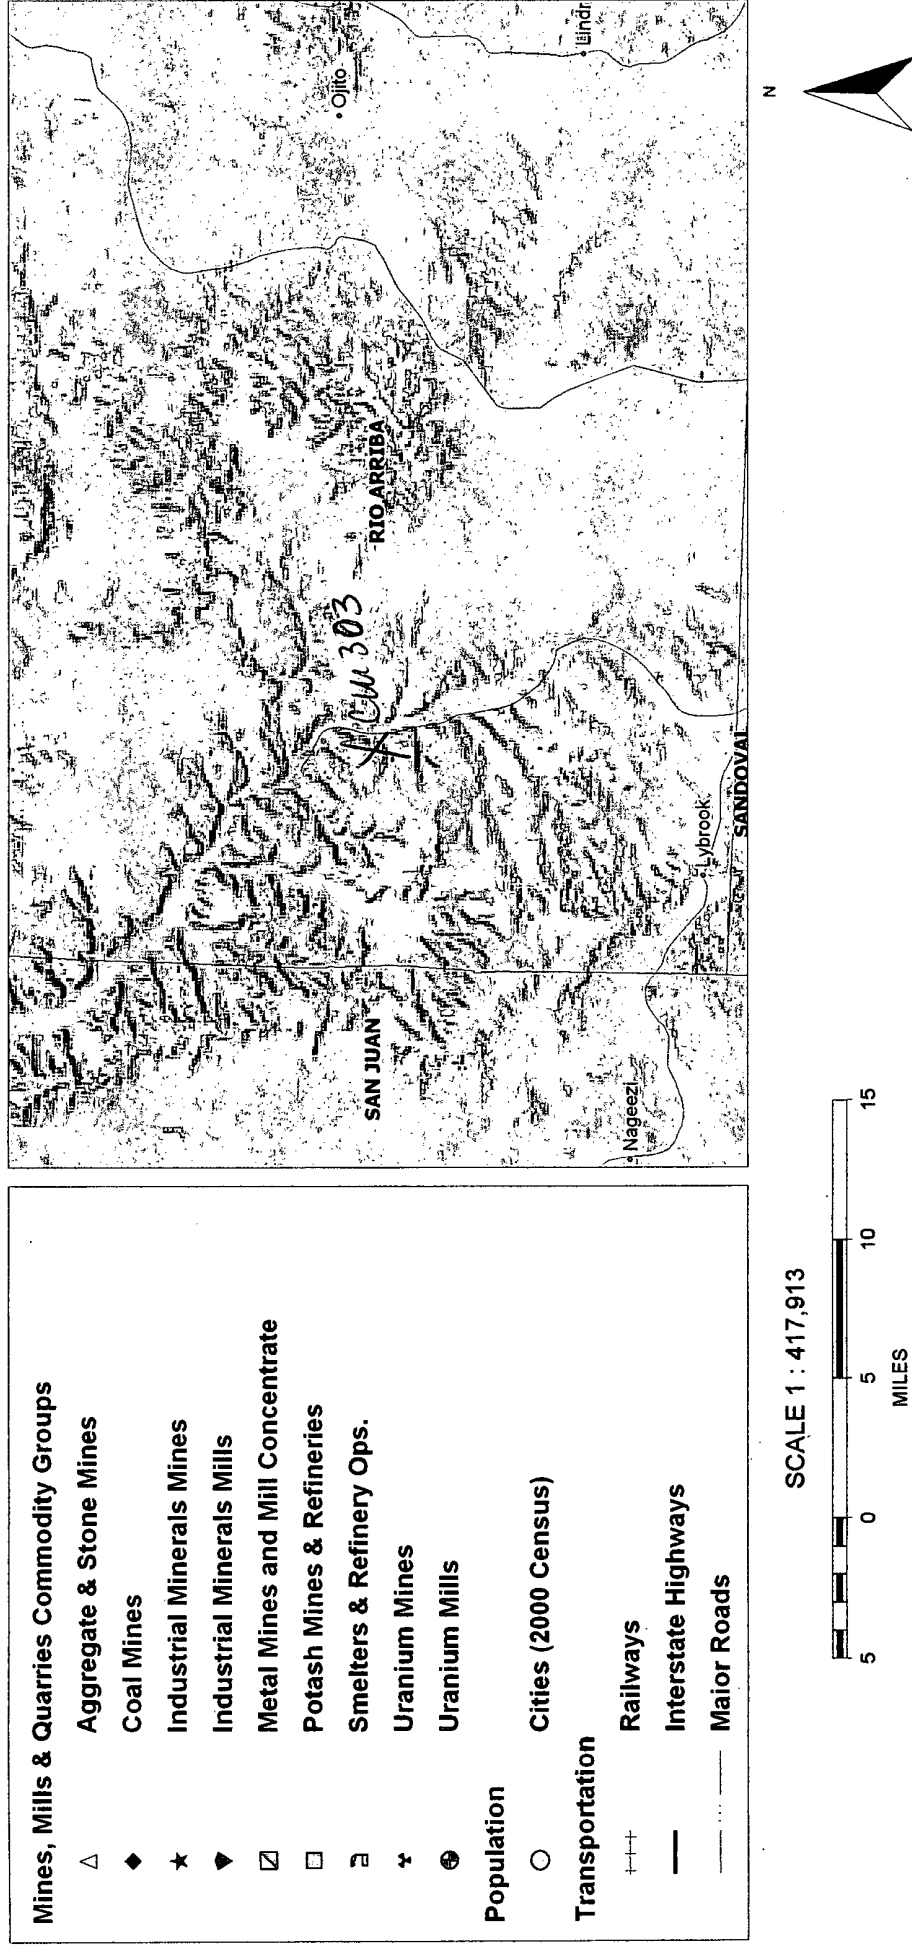 Mines, Mills & Quarries Commodity Groups
Aggregate & Stone Mines
Coal Mines
Industrial Minerals Mines
Industrial Minerals Mills
Metal Mines and Mill Concentrate
Potash Mines & Refineries
Smelters & Refinery Ops.
Uranium Mines
Uranium Mills
Population
Cities (2000 Census)
Transportation
Railways
Interstate Highways
Major Roads
Ojito
Lindr
CM 303
RIO ARRIBA
SAN JUAN
Nageezi
Lybrook
SANDOVAL
SCALE 1 : 417,913
N
5 0 5 10 15
MILES